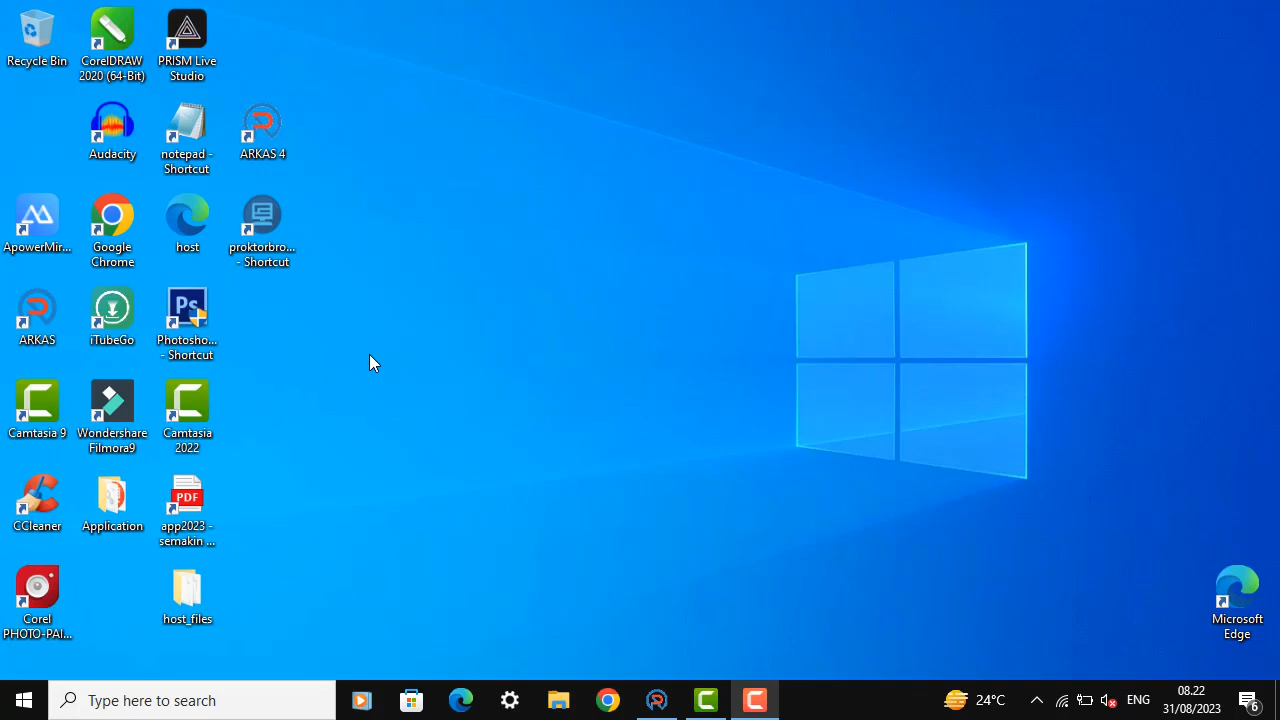 Recycle Bin
CorelDRAW
2020 (64-Bit)
PRISM Live
Studio
Audacity
notepad -
Shortcut
ARKAS 4
ApowerMir...
Google
Chrome
host
proktorbro...
- Shortcut
ARKAS
iTubeGo
Ps
Photosho...
- Shortcut
Camtasia 9
Wondershare
Filmora9
Camtasia
2022
CCleaner
Application
PDF
app2023 -
semakin ...
Corel
PHOTO-PAI...
host_files
Microsoft
Edge
Type here to search
24°C
ENG
08.22
31/08/2023
6